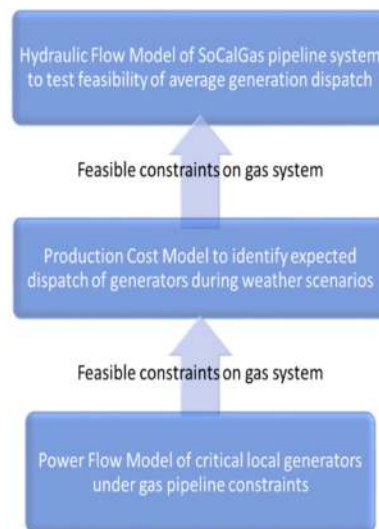 Hydraulic Flow Model of SoCalGas pipeline system
to test feasibility of average generation dispatch
Feasible constraints on gas system
Production Cost Model to identify expected
dispatch of generators during weather scenarios
Feasible constraints on gas system
Power Flow Model of critical local generators
under gas pipeline constraints